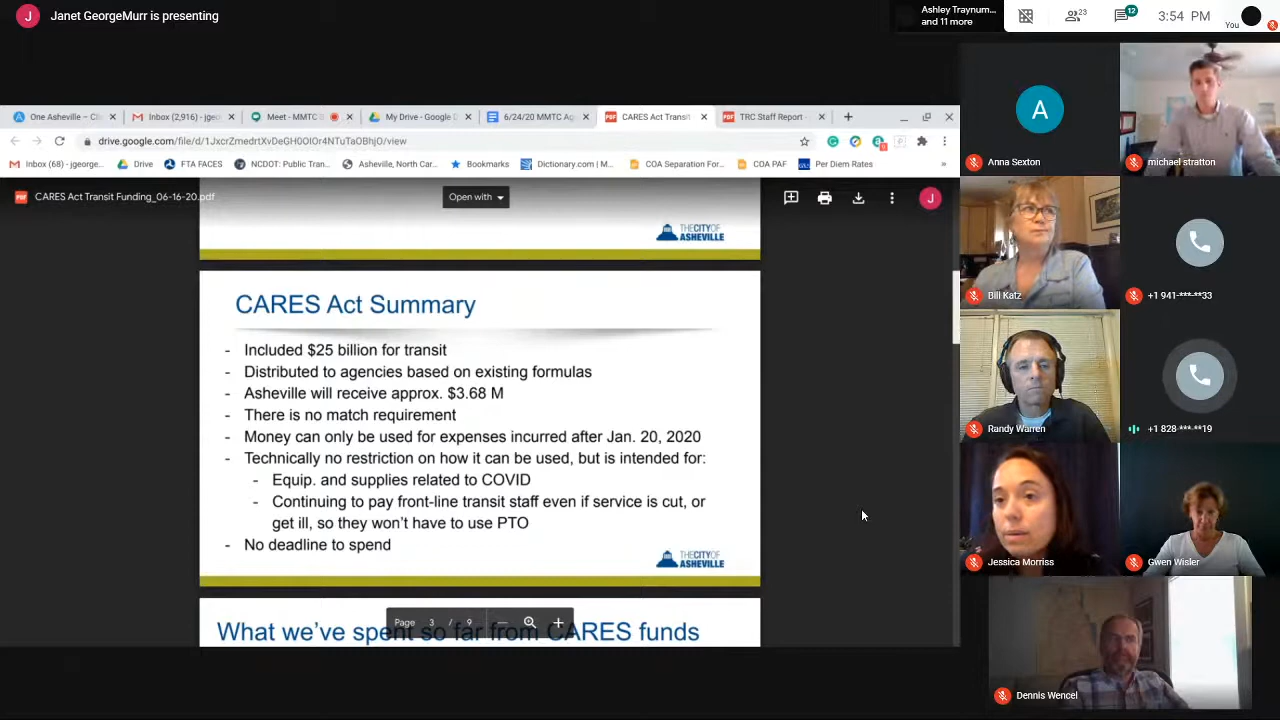 J Janet GeorgeMurr is presenting
Ashley Traynum...
and 11 more
23
12
3:54 PM
You
One Asheville – Cit
Inbox (2,916) - jgeo
Meet - MMTC
My Drive - Google D
6/24/20 MMTC Ag
CARES Act Transit
TRC Staff Report -
drive.google.com/file/d/1JxcrZmedrtXvDeGH0OIOr4NTuTaOBhjO/view
Inbox (68) - jgeorge...
Drive
FTA FACES
NCDOT: Public Tran...
Asheville, North Car...
Bookmarks
Dictionary.com | M...
COA Separation For...
COA PAF
Per Diem Rates
»
PDF CARES Act Transit Funding_06-16-20.pdf
Open with
J
THE CITY OF
ASHEVILLE
CARES Act Summary
- Included $25 billion for transit
- Distributed to agencies based on existing formulas
- Asheville will receive approx. $3.68 M
- There is no match requirement
- Money can only be used for expenses incurred after Jan. 20, 2020
- Technically no restriction on how it can be used, but is intended for:
- Equip. and supplies related to COVID
- Continuing to pay front-line transit staff even if service is cut, or
get ill, so they won't have to use PTO
- No deadline to spend
THE CITY OF
ASHEVILLE
What we've spent so far from CARES funds
Page 3 / 9
A
Anna Sexton
michael stratton
Bill Katz
+1 941-***-**33
Randy Warren
+1 828-***-**19
Jessica Morriss
Gwen Wisler
Dennis Wencel